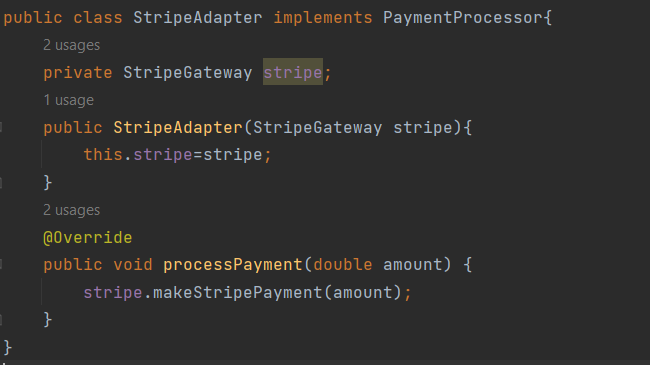 public class StripeAdapter implements PaymentProcessor{
2 usages
private StripeGateway stripe;
1 usage
public StripeAdapter(StripeGateway stripe){
this.stripe=stripe;
}
2 usages
@Override
public void processPayment(double amount) {
stripe.makeStripePayment(amount);
}
}